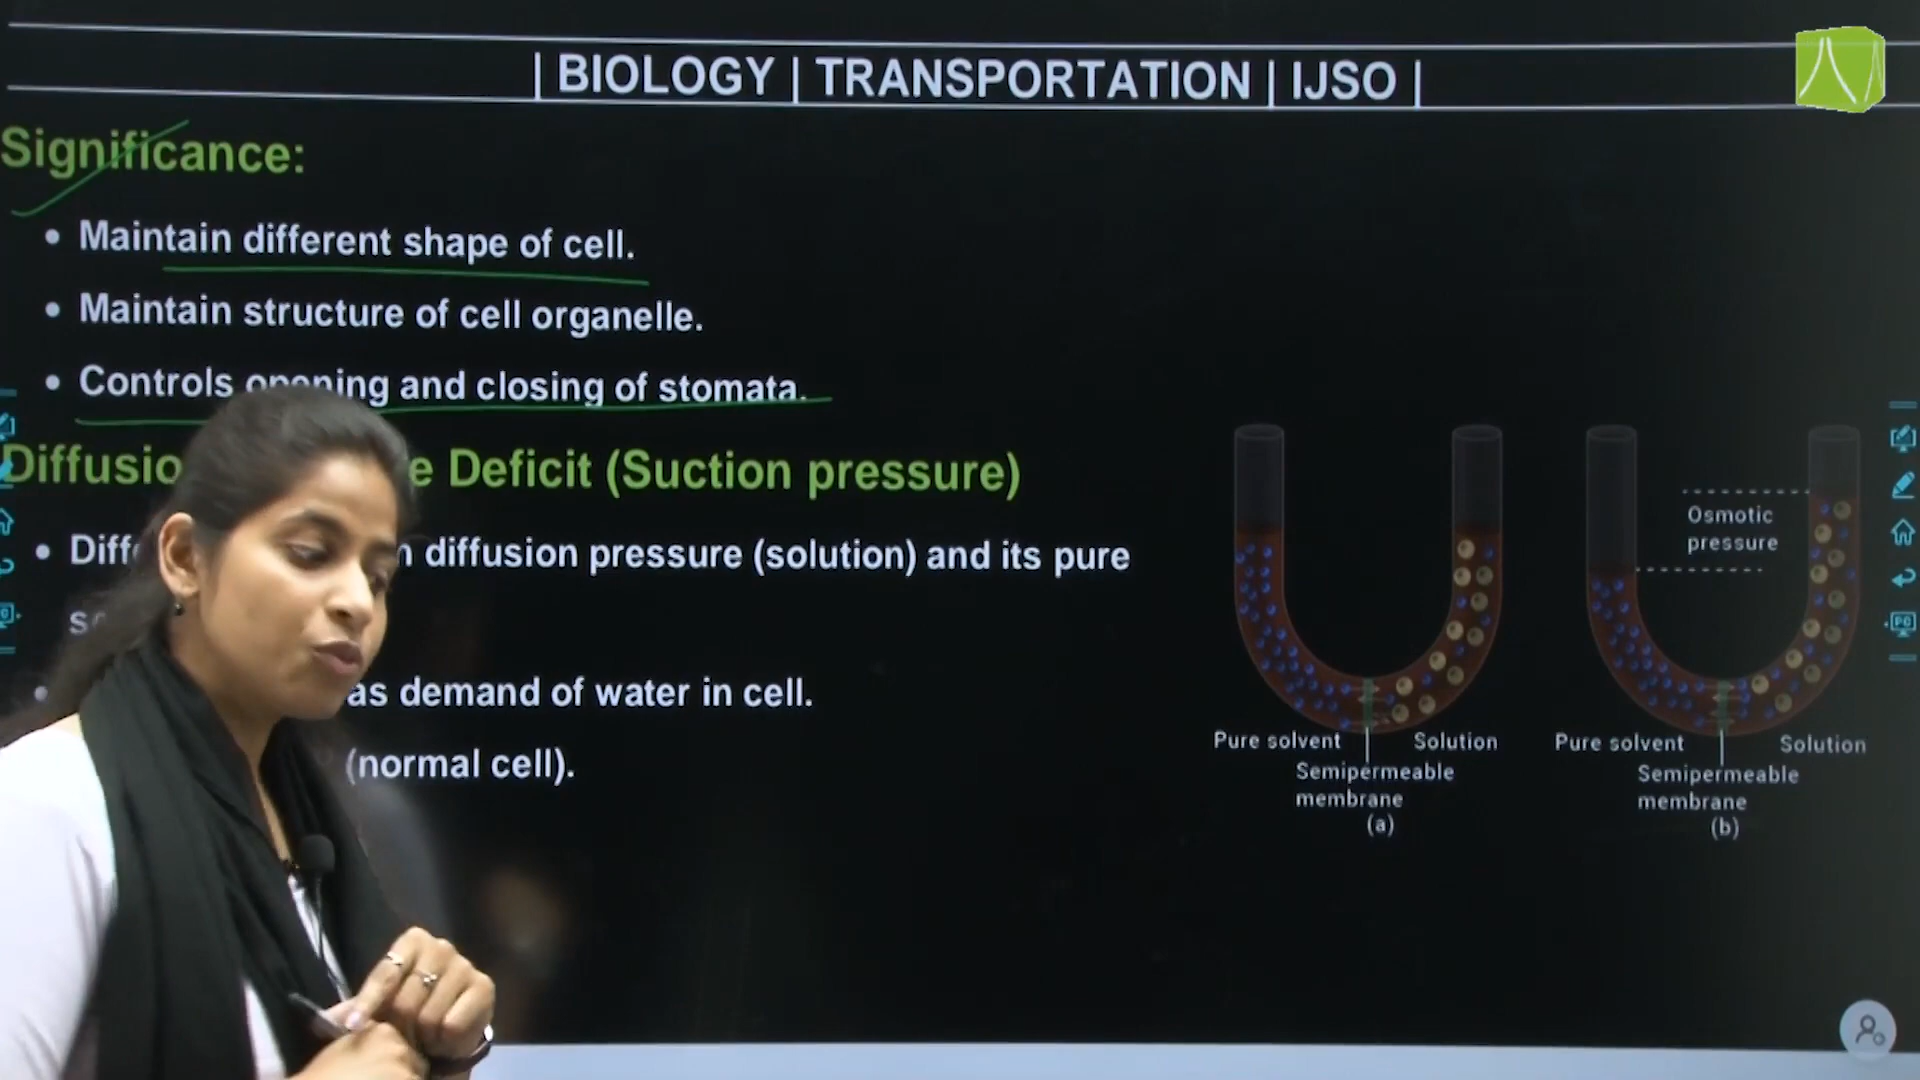 | BIOLOGY | TRANSPORTATION | IJSO |
Significance:
• Maintain different shape of cell.
• Maintain structure of cell organelle.
• Controls opening and closing of stomata.
Diffusio e Deficit (Suction pressure)
• Diff n diffusion pressure (solution) and its pure
as demand of water in cell.
(normal cell).
Osmotic
pressure
Pure solvent Solution
Semipermeable
membrane
(a)
Pure solvent Solution
Semipermeable
membrane
(b)